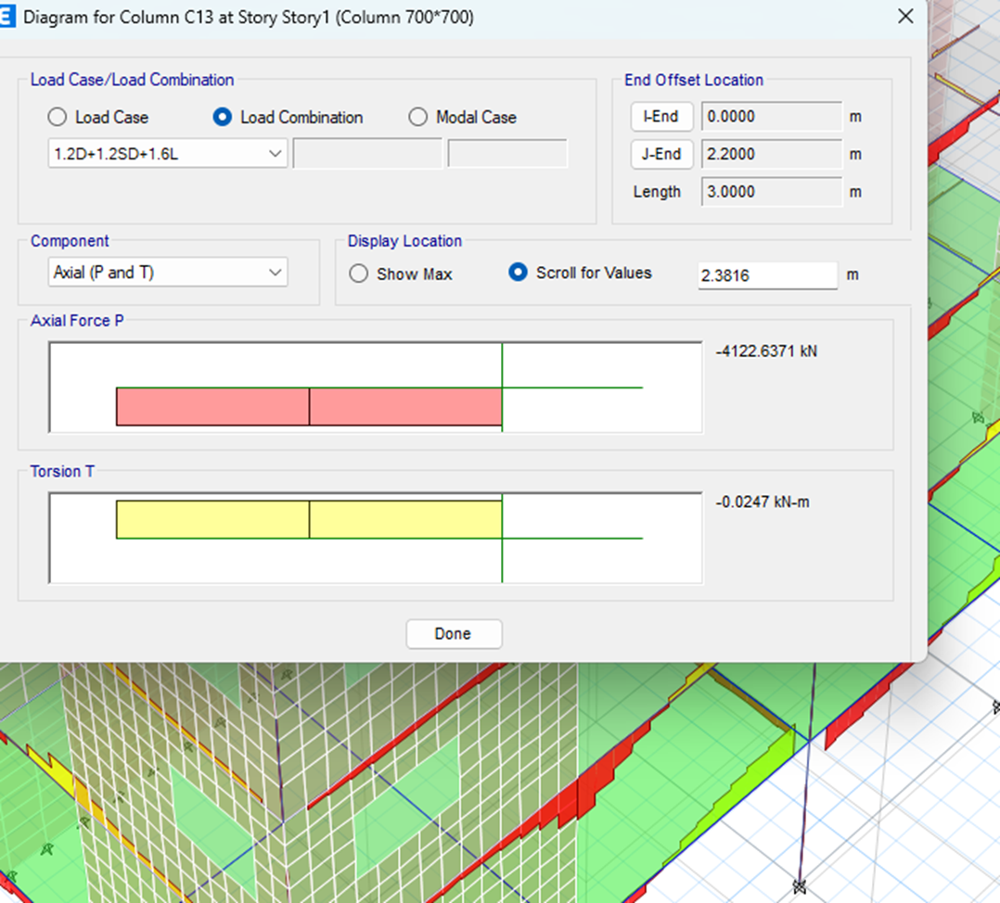 E Diagram for Column C13 at Story Story1 (Column 700*700)
Load Case/Load Combination
Load Case Load Combination Modal Case
1.2D+1.2SD+1.6L
End Offset Location
I-End 0.0000 m
J-End 2.2000 m
Length 3.0000 m
Component
Axial (P and T)
Display Location
Show Max Scroll for Values 2.3816 m
Axial Force P
-4122.6371 kN
Torsion T
-0.0247 kN-m
Done